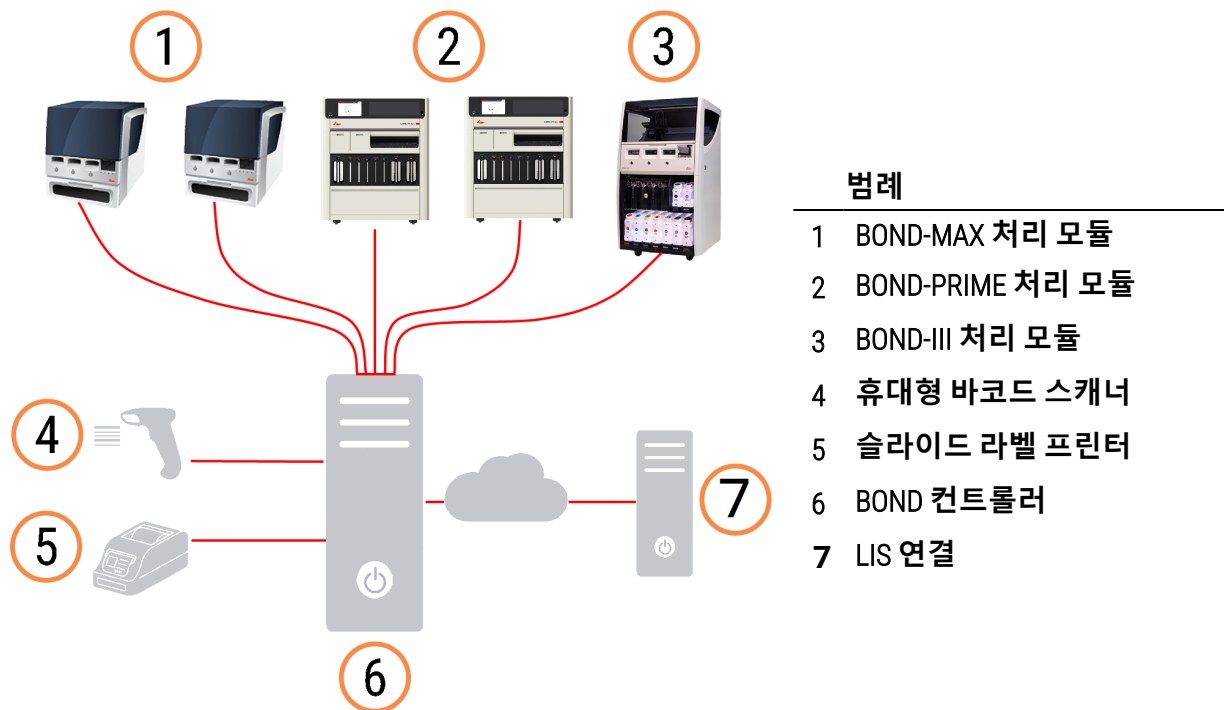 1
2
3
4
5
6
7
범례
1 BOND-MAX 처리 모듈
2 BOND-PRIME 처리 모듈
3 BOND-III 처리 모듈
4 휴대형 바코드 스캐너
5 슬라이드 라벨 프린터
6 BOND 컨트롤러
7 LIS 연결